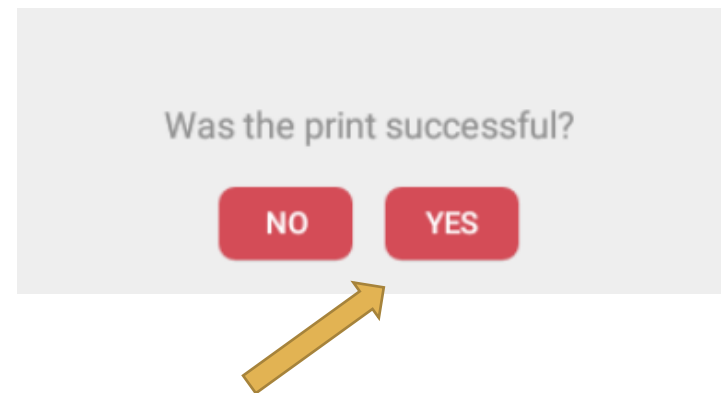 Was the print successful?
NO YES